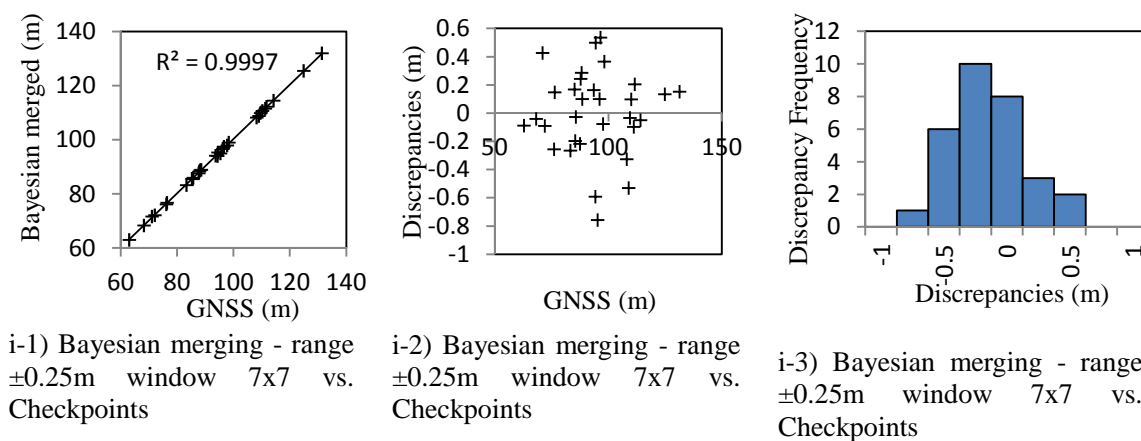 Bayesian merged (m)
140
120
100
80
60
R² = 0.9997
60 80 100 120 140
GNSS (m)
i-1) Bayesian merging - range
±0.25m window 7x7 vs.
Checkpoints
Discrepancies (m)
0.6
0.4
0.2
0
-0.2
-0.4
-0.6
-0.8
-1
50 100 150
GNSS (m)
i-2) Bayesian merging - range
±0.25m window 7x7 vs.
Checkpoints
Discrepancy Frequency
12
10
8
6
4
2
0
-1 -0.5 0 0.5 1
Discrepancies (m)
i-3) Bayesian merging - range
±0.25m window 7x7 vs.
Checkpoints